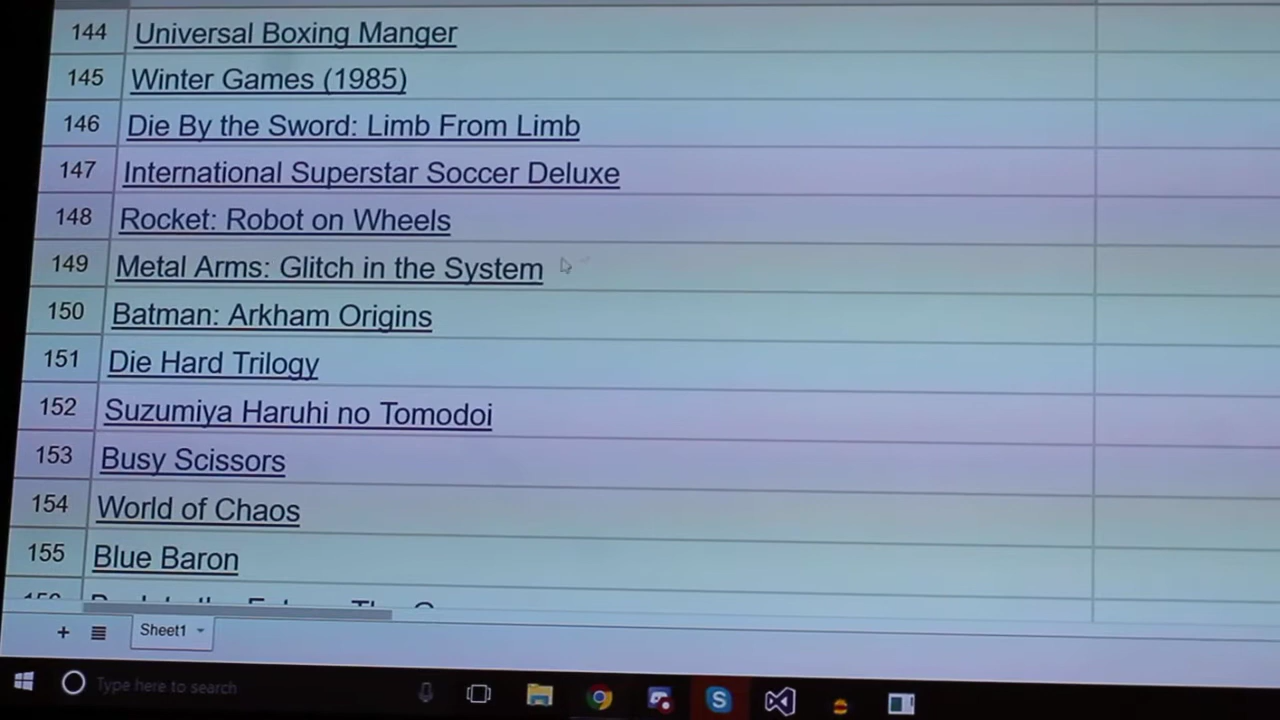 144 Universal Boxing Manger
145 Winter Games (1985)
146 Die By the Sword: Limb From Limb
147 International Superstar Soccer Deluxe
148 Rocket: Robot on Wheels
149 Metal Arms: Glitch in the System
150 Batman: Arkham Origins
151 Die Hard Trilogy
152 Suzumiya Haruhi no Tomodoi
153 Busy Scissors
154 World of Chaos
155 Blue Baron
+ Sheet1
Type here to search